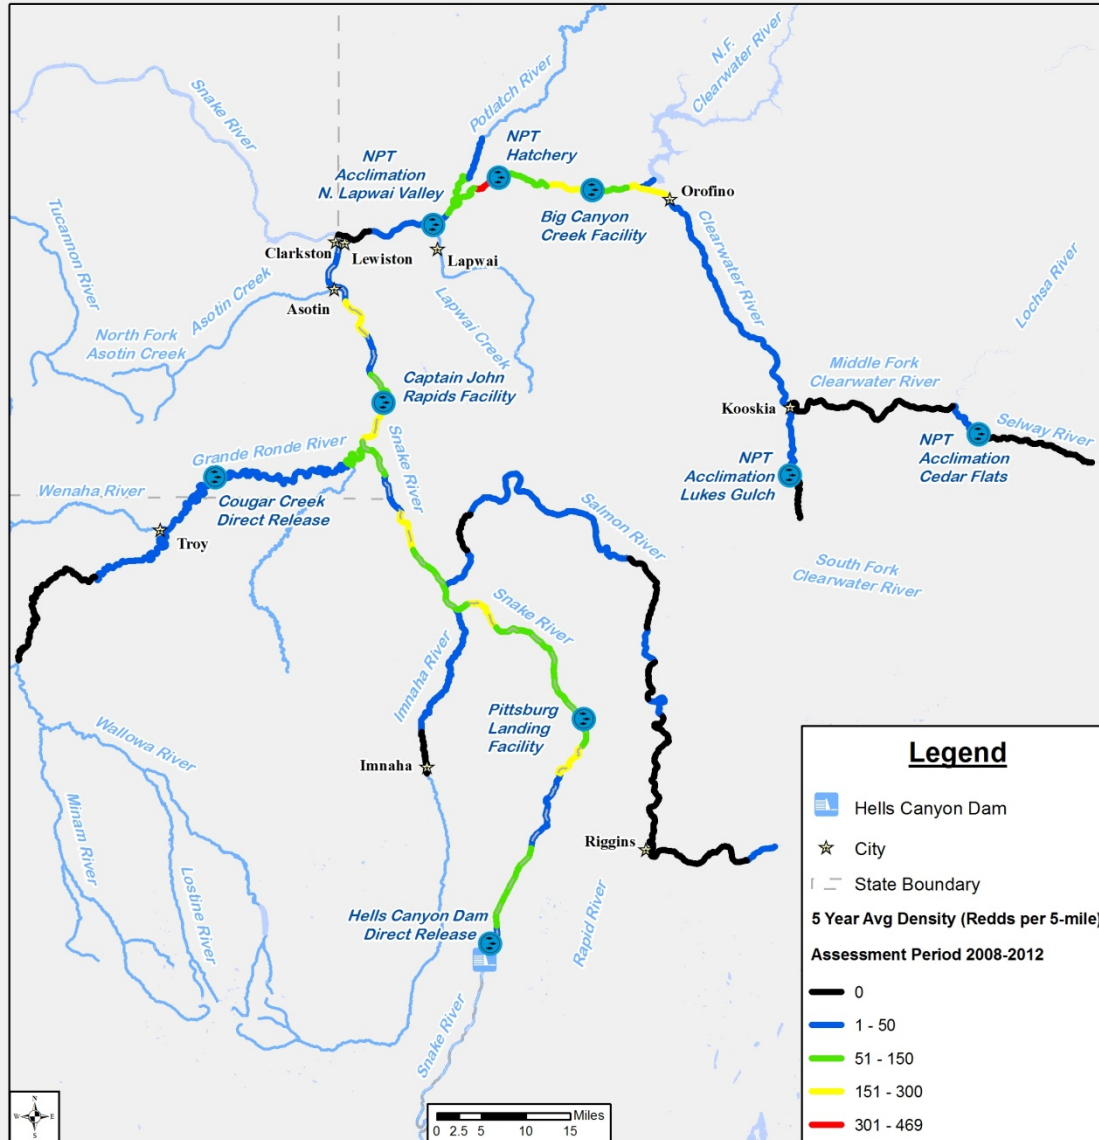 N.F.
Clearwater River
Potlatch River
Snake River
NPT
Hatchery
NPT
Acclimation
N. Lapwai Valley
Orofino
Big Canyon
Creek Facility
Tucannon River
Clarkston
Lewiston
Lapwai
Clearwater River
Asotin Creek
Asotin
Lapwai Creek
Lochsa River
North Fork
Asotin Creek
Middle Fork
Clearwater River
Captain John
Rapids Facility
Kooskia
Selway River
Snake River
Grande Ronde River
NPT
Acclimation
Cedar Flats
NPT
Acclimation
Lukes Gulch
Wenaha River
Cougar Creek
Direct Release
Salmon River
Troy
South Fork
Clearwater River
Snake River
Imnaha River
Pittsburg
Landing
Facility
Wallowa River
Imnaha
Minam River
Lostine River
Riggins
Hells Canyon Dam
Direct Release
Rapid River
Snake River
Legend
Hells Canyon Dam
City
State Boundary
5 Year Avg Density (Redds per 5-mile)
Assessment Period 2008-2012
0
1 - 50
51 - 150
151 - 300
301 - 469
N
W E
S
Miles
0 2.5 5 10 15